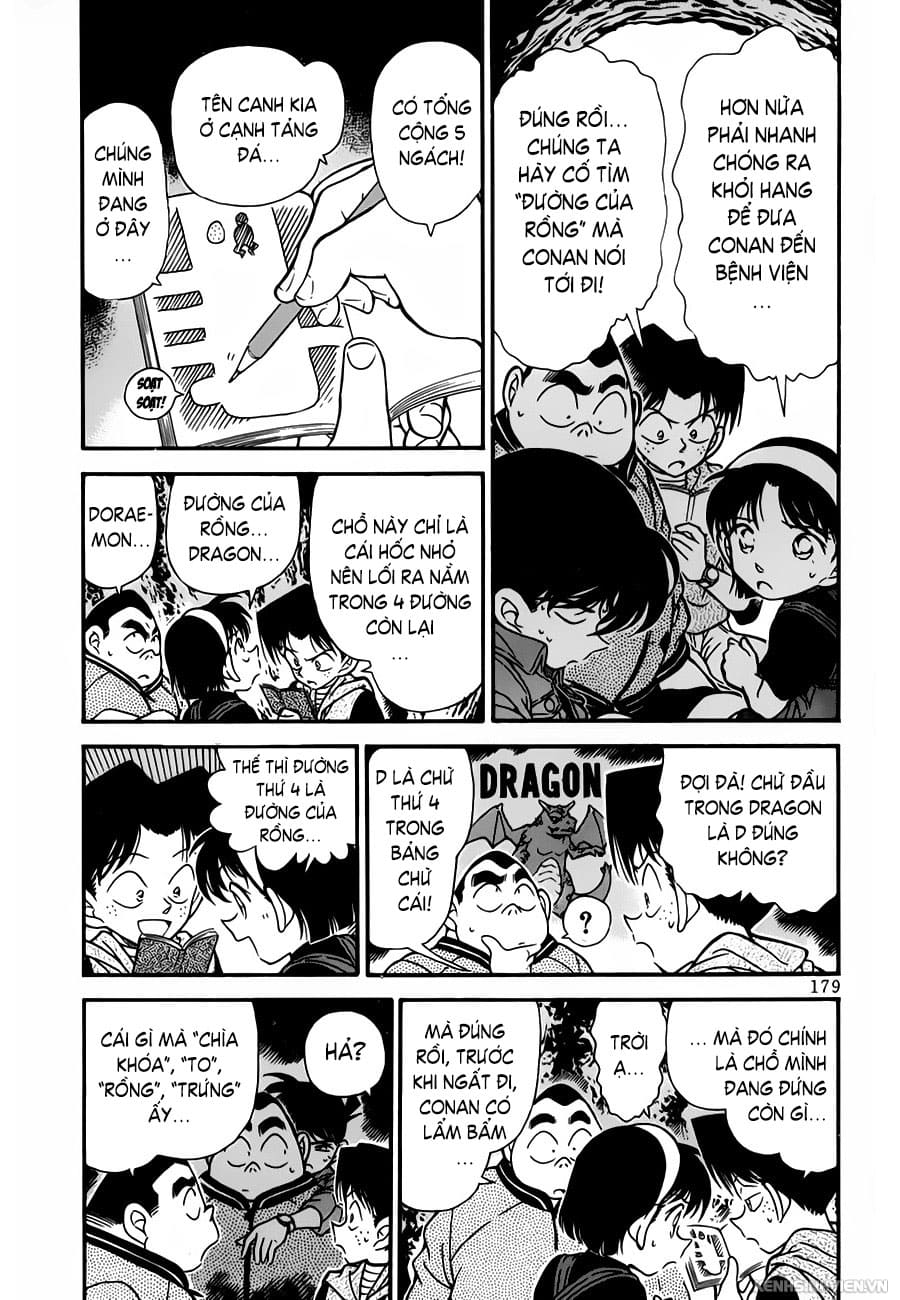 HƠN NỮA
PHẢI NHANH
CHÓNG RA
KHỎI HANG
ĐỂ ĐƯA
CONAN ĐẾN
BỆNH VIỆN
...
ĐÚNG RỒI...
CHÚNG TA
HÀY CỐ TÌM
“ĐƯỜNG CỦA
RỒNG” MÀ
CONAN NÓI
TỚI ĐI!
CÓ TỔNG
CỘNG 5
NGÁCH!
TÊN CANH KIA
Ở CẠNH TẢNG
ĐÁ...
CHÚNG
MÌNH
ĐANG
Ở ĐÂY
...
SOẠT
SOẠT!
CHỔ NÀY CHỈ LÀ
CÁI HỐC NHỎ
NÊN LỐI RA NẰM
TRONG 4 ĐƯỜNG
CÒN LẠI
...
ĐƯỜNG CỦA
RỒNG...
DRAGON...
DORAE-
MON...
ĐỢI ĐÀ! CHỮ ĐẦU
TRONG DRAGON
LÀ D ĐÚNG
KHÔNG?
DRAGON
?
D LÀ CHỮ
THỨ 4
TRONG
BẢNG
CHỮ
CÁI!
THẾ THÌ ĐƯỜNG
THỨ 4 LÀ
ĐƯỜNG CỦA
RỒNG...
179
... MÀ ĐÓ CHÍNH
LÀ CHỔ MÌNH
ĐANG ĐỨNG
CÒN GÌ...
TRỜI
Ạ...
MÀ ĐÚNG
RỒI, TRƯỚC
KHI NGẤT ĐI,
CONAN CÓ
LẨM BẨM
...
HẢ?
CÁI GÌ MÀ “CHÌA
KHÓA”, “TO”,
“RỒNG”, “TRỨNG”
ẤY...
KENHSINHVIEN.VN